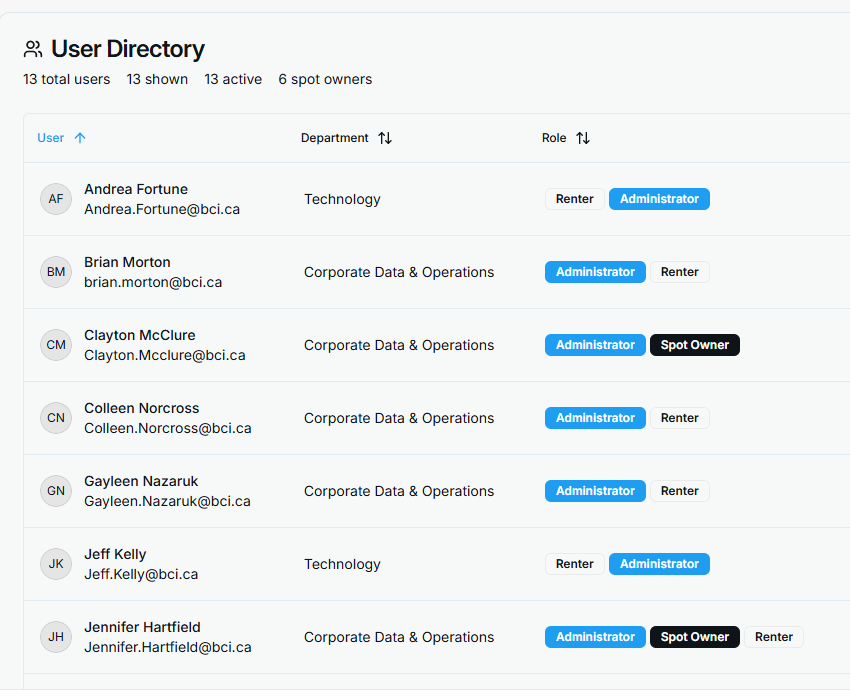 User Directory
13 total users 13 shown 13 active 6 spot owners
User Department Role
AF Andrea Fortune Technology Renter Administrator
Andrea.Fortune@bci.ca
BM Brian Morton Corporate Data & Operations Administrator Renter
brian.morton@bci.ca
CM Clayton McClure Corporate Data & Operations Administrator Spot Owner
Clayton.Mcclure@bci.ca
CN Colleen Norcross Corporate Data & Operations Administrator Renter
Colleen.Norcross@bci.ca
GN Gayleen Nazaruk Corporate Data & Operations Administrator Renter
Gayleen.Nazaruk@bci.ca
JK Jeff Kelly Technology Renter Administrator
Jeff.Kelly@bci.ca
JH Jennifer Hartfield Corporate Data & Operations Administrator Spot Owner Renter
Jennifer.Hartfield@bci.ca